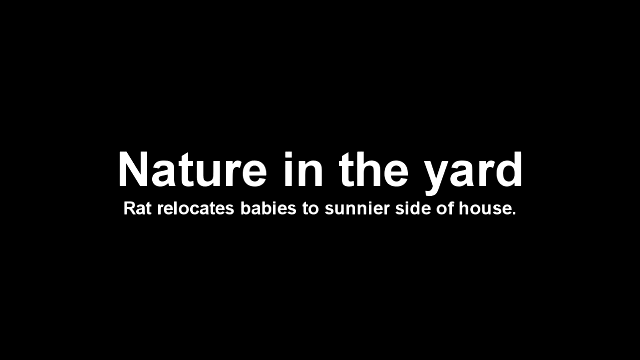 Nature in the yard
Rat relocates babies to sunnier side of house.